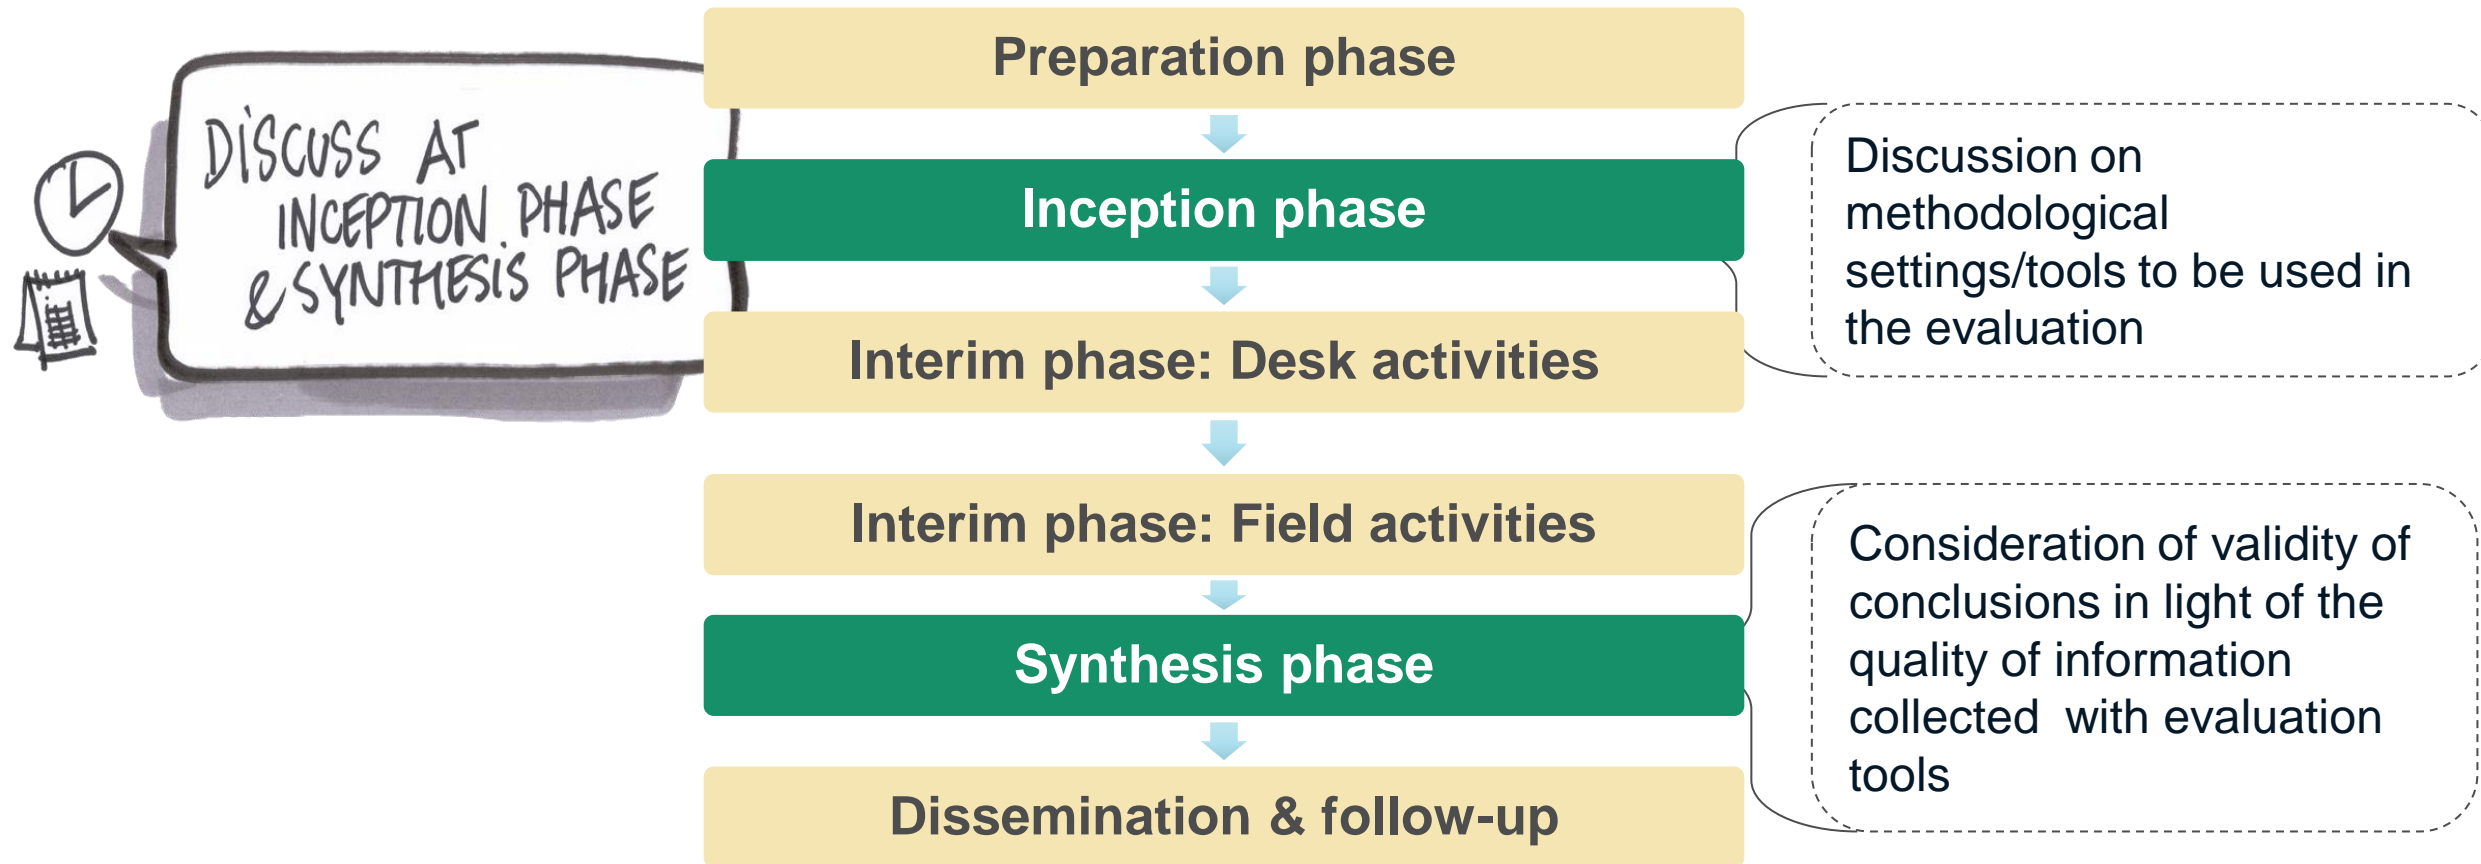 DISCUSS AT
INCEPTION PHASE
& SYNTHESIS PHASE
Preparation phase
Inception phase
Interim phase: Desk activities
Interim phase: Field activities
Synthesis phase
Dissemination & follow-up
Discussion on
methodological
settings/tools to be used in
the evaluation
Consideration of validity of
conclusions in light of the
quality of information
collected  with evaluation
tools